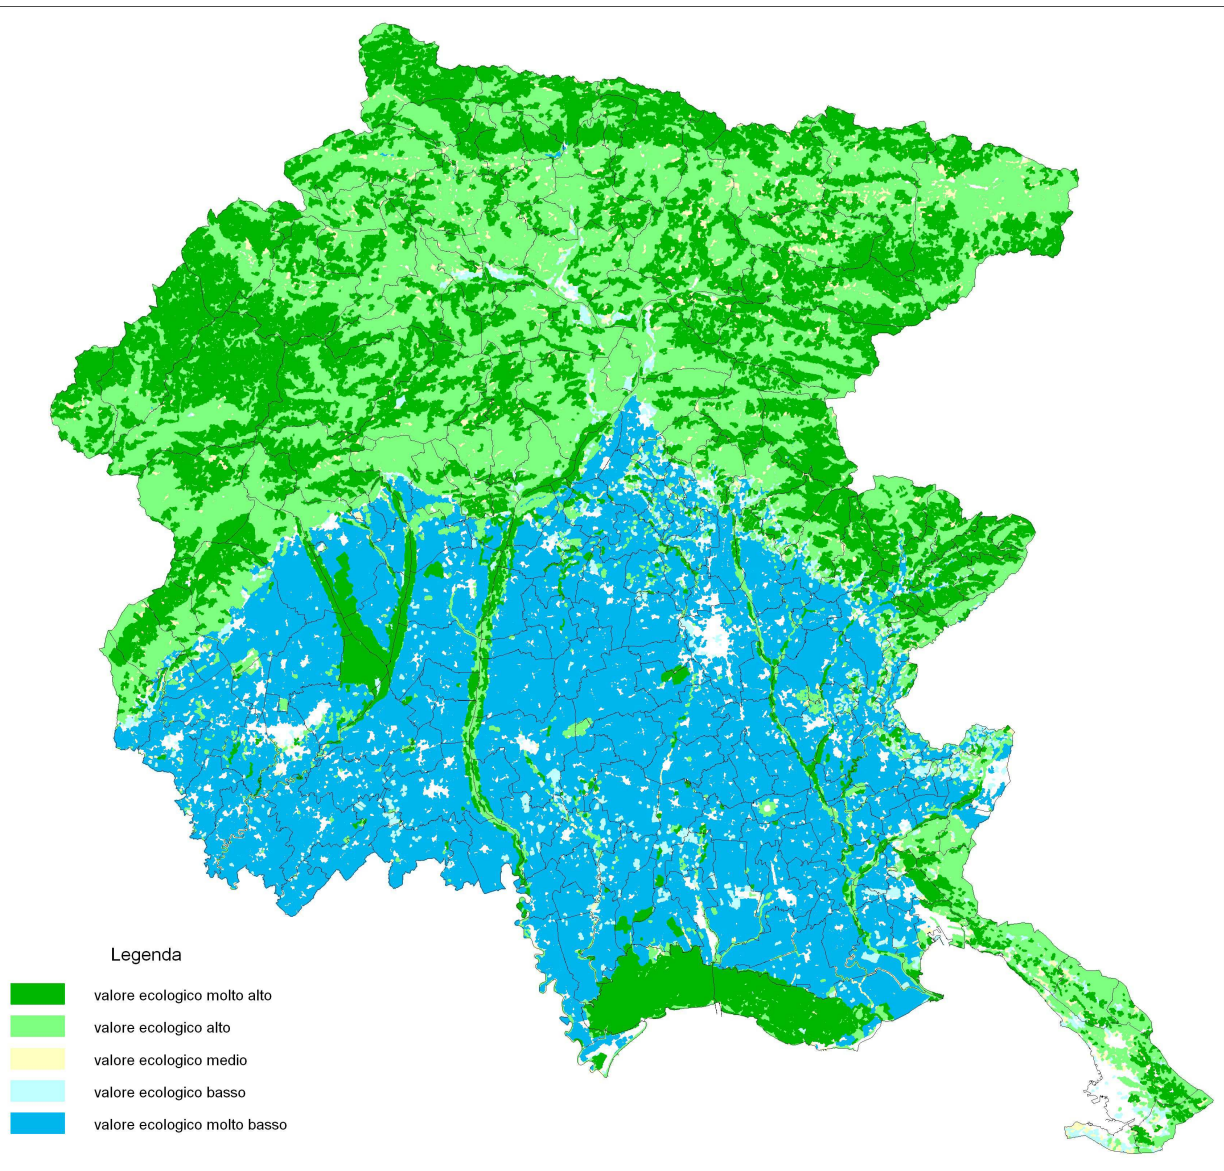 Legenda
valore ecologico molto alto
valore ecologico alto
valore ecologico medio
valore ecologico basso
valore ecologico molto basso